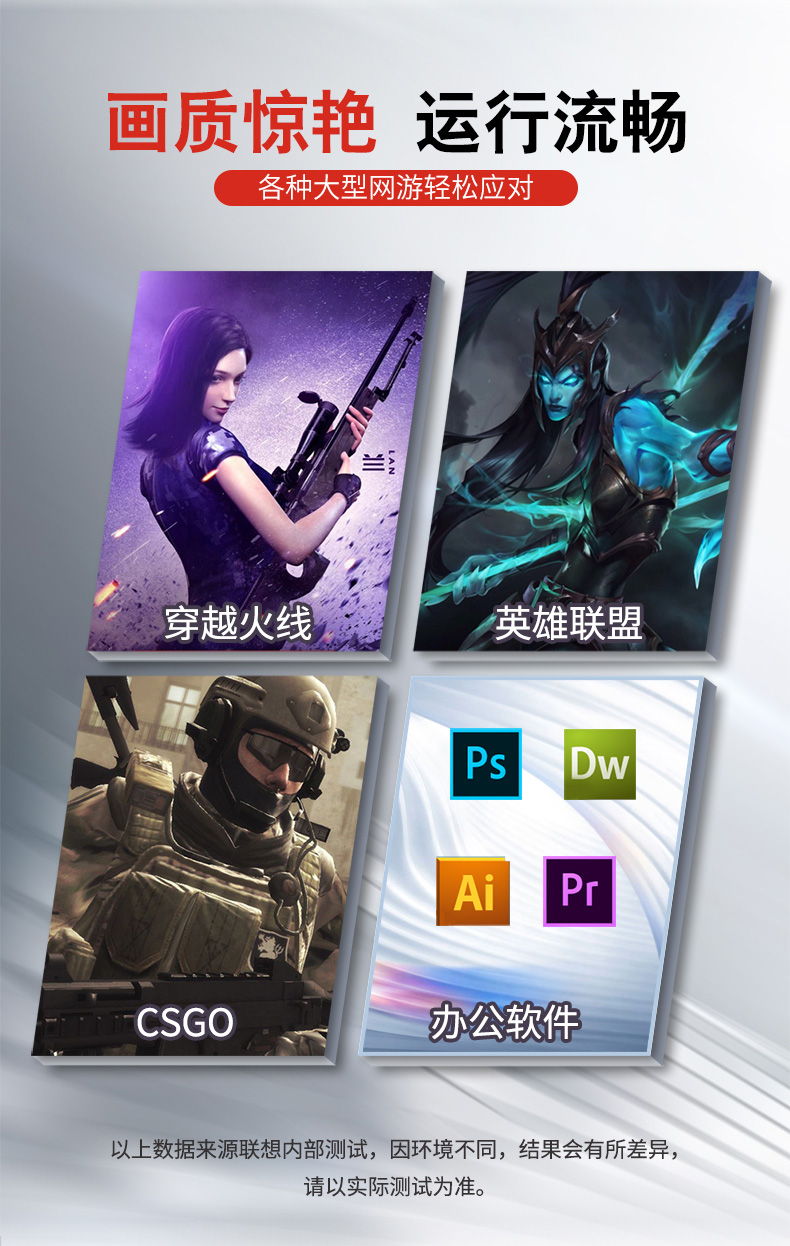 画质惊艳 运行流畅
各种大型网游轻松应对
兰
LAN
穿越火线
英雄联盟
Ps
Dw
Ai
Pr
CSGO
办公软件
以上数据来源联想内部测试，因环境不同，结果会有所差异，
请以实际测试为准。